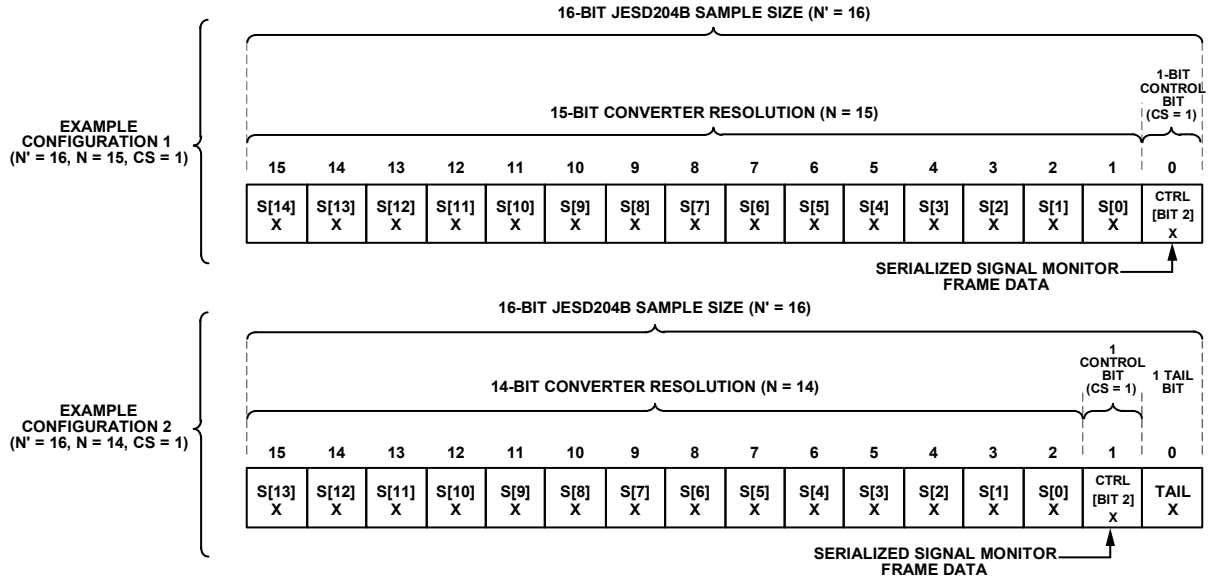 16-BIT JESD204B SAMPLE SIZE (N' = 16)
1-BIT
CONTROL
BIT
(CS = 1)
15-BIT CONVERTER RESOLUTION (N = 15)
EXAMPLE
CONFIGURATION 1
(N' = 16, N = 15, CS = 1)
15 14 13 12 11 10 9 8 7 6 5 4 3 2 1 0
S[14] S[13] S[12] S[11] S[10] S[9] S[8] S[7] S[6] S[5] S[4] S[3] S[2] S[1] S[0] CTRL
[BIT 2]
X X X X X X X X X X X X X X X X
SERIALIZED SIGNAL MONITOR
FRAME DATA
16-BIT JESD204B SAMPLE SIZE (N' = 16)
1
CONTROL
BIT
(CS = 1)
1 TAIL
BIT
14-BIT CONVERTER RESOLUTION (N = 14)
EXAMPLE
CONFIGURATION 2
(N' = 16, N = 14, CS = 1)
15 14 13 12 11 10 9 8 7 6 5 4 3 2 1 0
S[13] S[12] S[11] S[10] S[9] S[8] S[7] S[6] S[5] S[4] S[3] S[2] S[1] S[0] CTRL TAIL
[BIT 2]
X X X X X X X X X X X X X X X X
SERIALIZED SIGNAL MONITOR
FRAME DATA